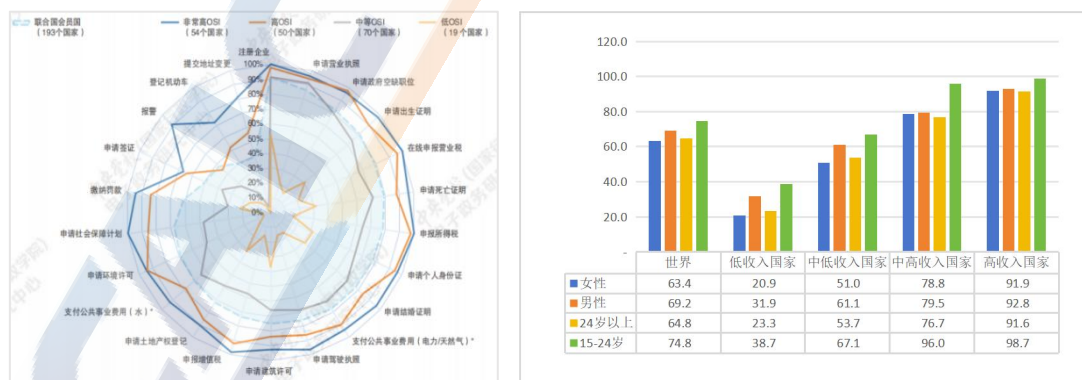 联合国会员国 非常高OSI 高OSI 中等OSI 低OSI
(193个国家) (54个国家) (50个国家) (70个国家) (19个国家)
注册企业
提交地址变更
申请营业执照
登记机动车
申请政府空缺职位
报警
申请出生证明
申请签证
在线申报营业税
缴纳罚款
申请死亡证明
申请社会保障计划
申报所得税
申请环境许可
申请个人身份证
支付公共事业费用（水）*
申请结婚证明
申请土地产权登记
支付公共事业费用（电力/天然气）*
申报增值税
申请驾驶执照
申请建筑许可
100%
90%
80%
70%
60%
50%
40%
30%
20%
10%
0%
120.0
100.0
80.0
60.0
40.0
20.0
-
世界 低收入国家 中低收入国家 中高收入国家 高收入国家
女性 63.4 20.9 51.0 78.8 91.9
男性 69.2 31.9 61.1 79.5 92.8
24岁以上 64.8 23.3 53.7 76.7 91.6
15-24岁 74.8 38.7 67.1 96.0 98.7